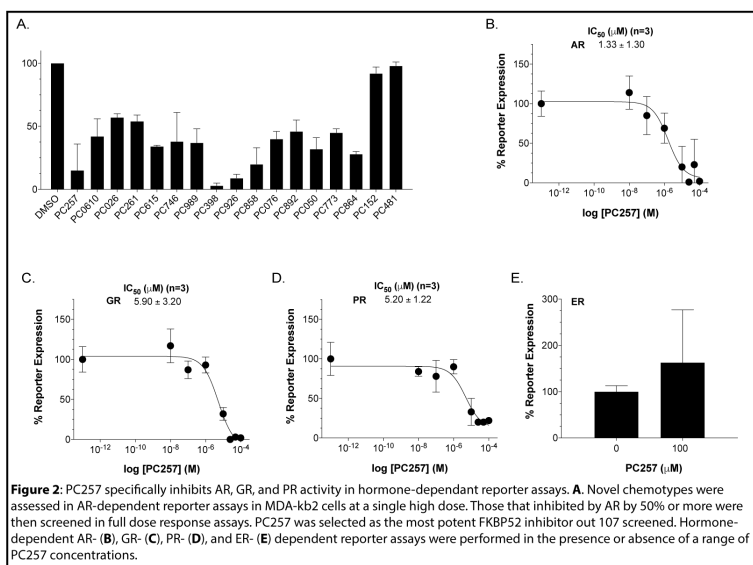 A.
100
50
0
DMSO
PC257
PC0610
PC026
PC261
PC615
PC746
PC989
PC398
PC926
PC858
PC076
PC892
PC050
PC773
PC864
PC152
PC481
B.
IC50 (μM) (n=3)
AR 1.33 ± 1.30
% Reporter Expression
150
100
50
0
10-12 10-10 10-8 10-6 10-4
log [PC257] (M)
C.
IC50 (μM) (n=3)
GR 5.90 ± 3.20
% Reporter Expression
150
100
50
0
10-12 10-10 10-8 10-6 10-4
log [PC257] (M)
D.
IC50 (μM) (n=3)
PR 5.20 ± 1.22
% Reporter Expression
150
100
50
0
10-12 10-10 10-8 10-6 10-4
log [PC257] (M)
E.
ER
% Reporter Expression
300
200
100
0
0 100
PC257 (μM)
Figure 2: PC257 specifically inhibits AR, GR, and PR activity in hormone-dependant reporter assays. A. Novel chemotypes were
assessed in AR-dependent reporter assays in MDA-kb2 cells at a single high dose. Those that inhibited by AR by 50% or more were
then screened in full dose response assays. PC257 was selected as the most potent FKBP52 inhibitor out 107 screened. Hormone-
dependent AR- (B), GR- (C), PR- (D), and ER- (E) dependent reporter assays were performed in the presence or absence of a range of
PC257 concentrations.